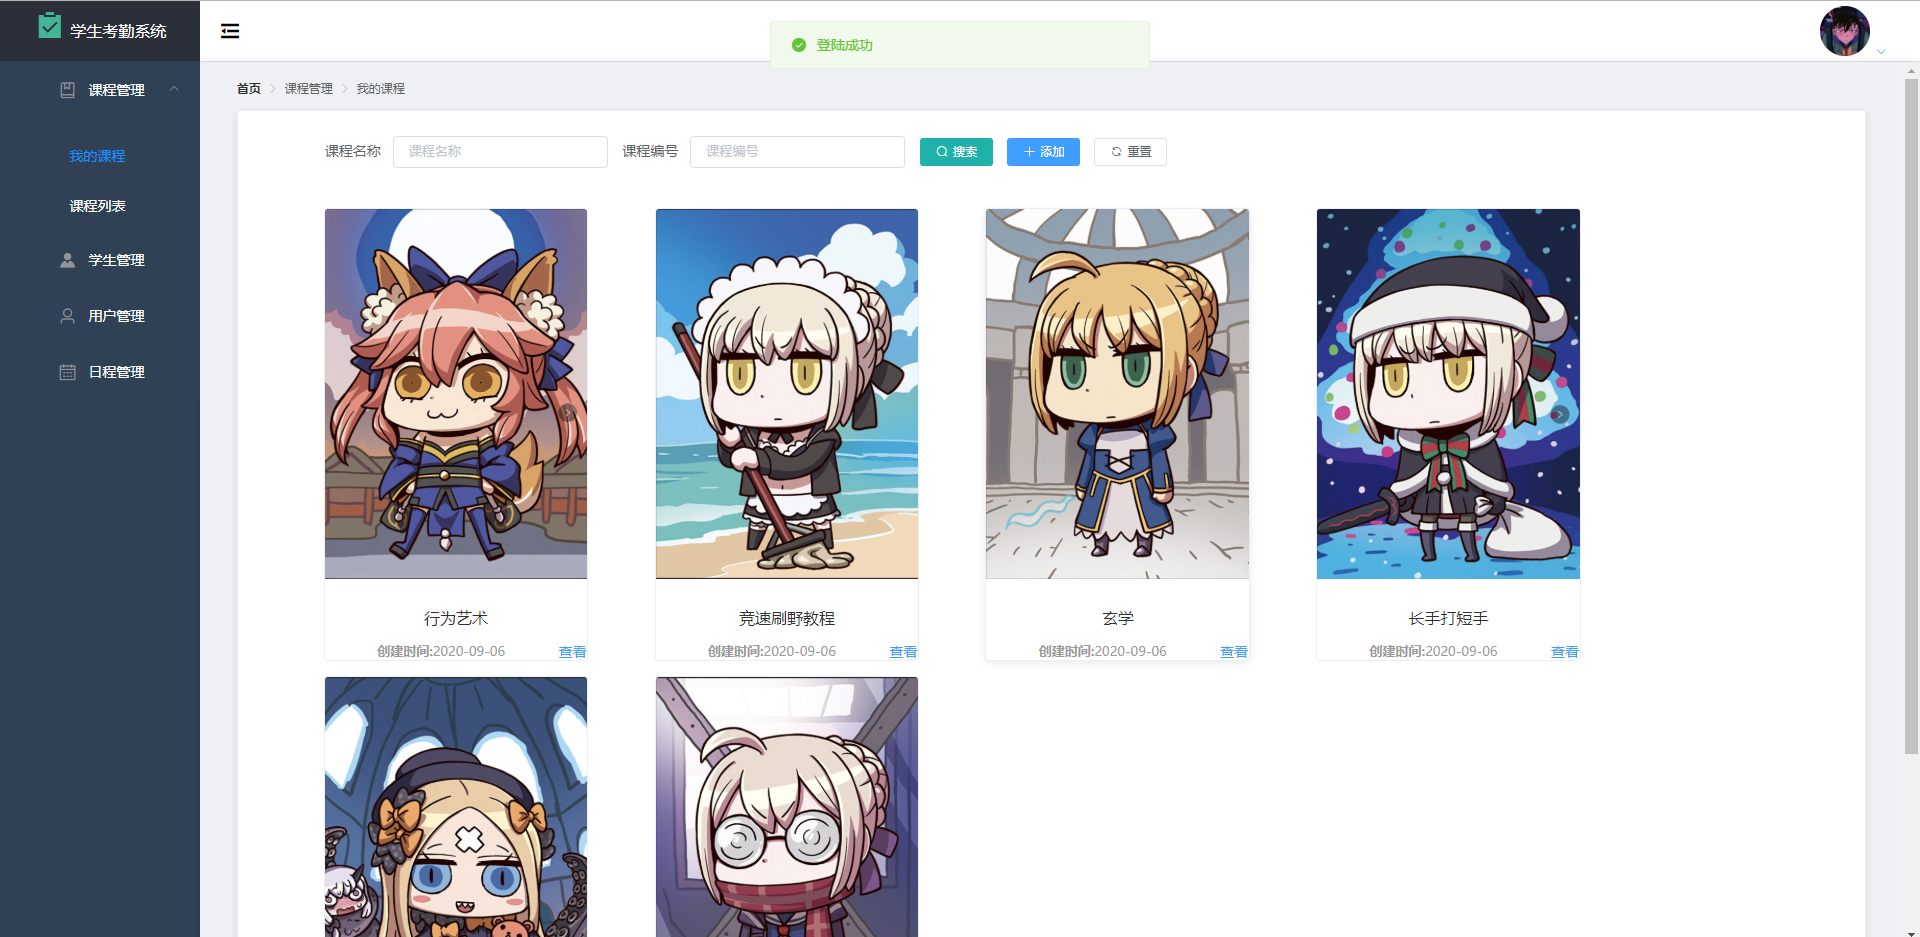 学生考勤系统
登陆成功
课程管理
我的课程
课程列表
学生管理
用户管理
日程管理
首页 课程管理 我的课程
课程名称 课程名称 课程编号 课程编号 搜索 添加 重置
行为艺术
创建时间:2020-09-06 查看
竞速刷野教程
创建时间:2020-09-06 查看
玄学
创建时间:2020-09-06 查看
长手打短手
创建时间:2020-09-06 查看